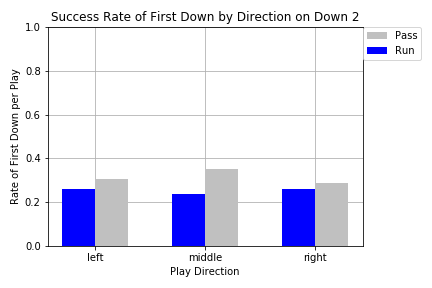 Success Rate of First Down by Direction on Down 2
Pass
Run
1.0
0.8
0.6
0.4
0.2
0.0
Rate of First Down per Play
left
middle
right
Play Direction